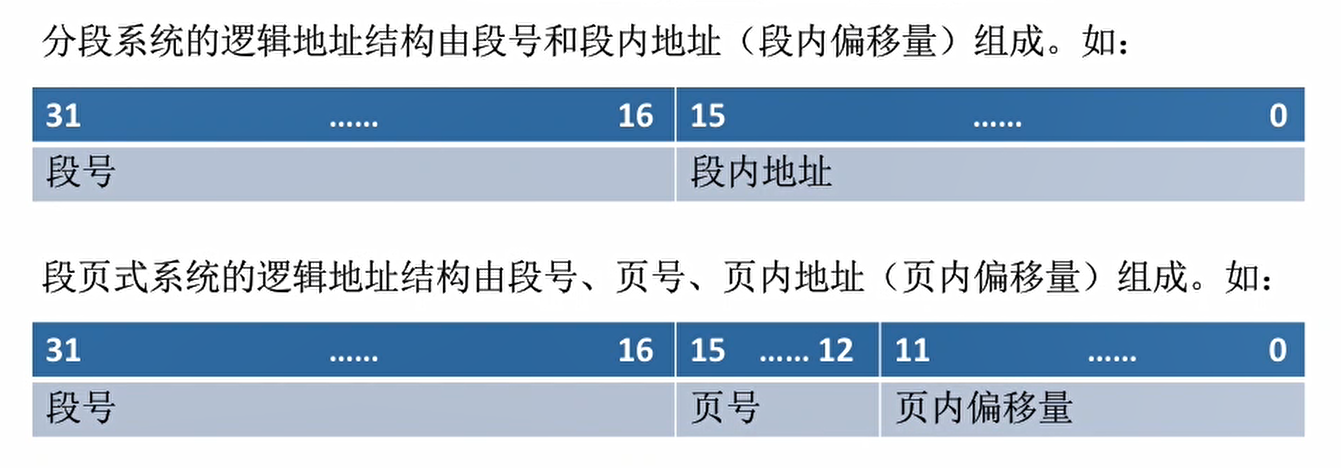 分段系统的逻辑地址结构由段号和段内地址（段内偏移量）组成。如：
31 …… 16 15 …… 0
段号 段内地址
段页式系统的逻辑地址结构由段号、页号、页内地址（页内偏移量）组成。如：
31 …… 16 15 …… 12 11 …… 0
段号 页号 页内偏移量